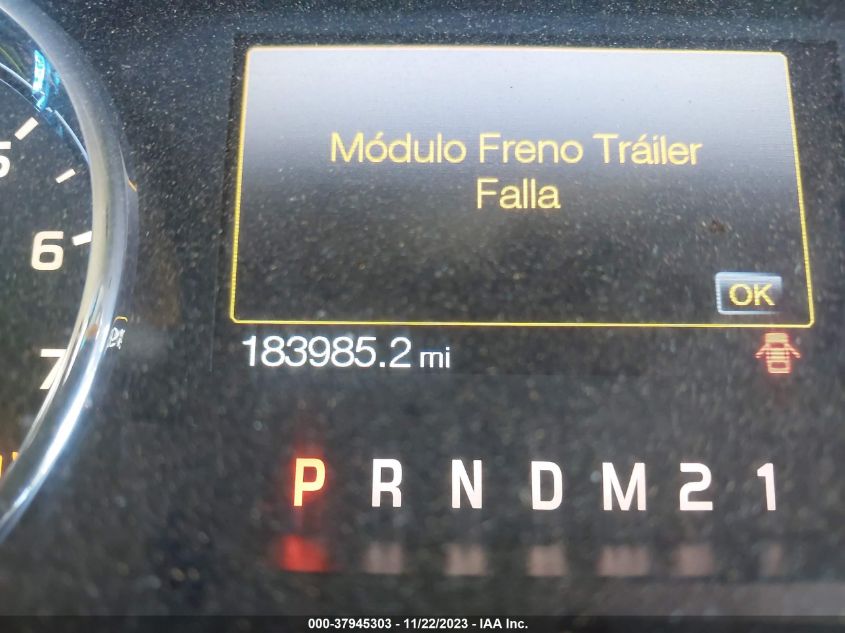 5
6
7
Módulo Freno Tráiler
Falla
OK
183985.2 mi
P R N D M 2 1
000-37945303 - 11/22/2023 - IAA Inc.